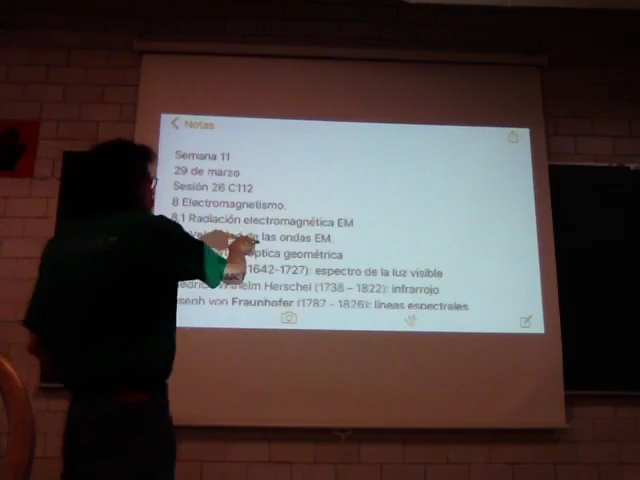 Notas
Semana 11
29 de marzo
Sesión 26 C112
8 Electromagnetismo.
8.1 Radiación electromagnética EM
de las ondas EM.
óptica geométrica
(1642-1727): espectro de la luz visible
Wilhelm Herschel (1738 – 1822): infrarrojo
von Fraunhofer (1787 - 1826): líneas espectrales